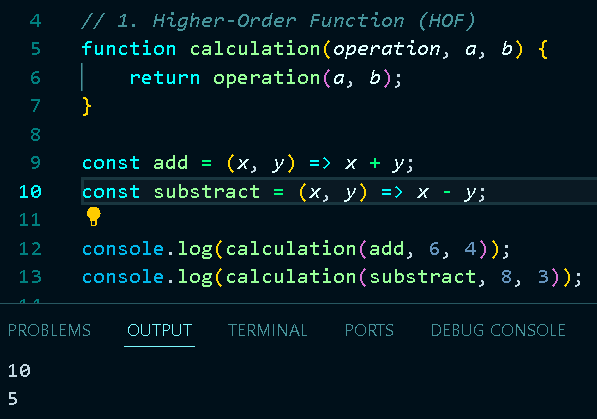 4 // 1. Higher-Order Function (HOF)
5 function calculation(operation, a, b) {
6 return operation(a, b);
7 }
8
9 const add = (x, y) => x + y;
10 const substract = (x, y) => x - y;
11
12 console.log(calculation(add, 6, 4));
13 console.log(calculation(substract, 8, 3));
PROBLEMS OUTPUT TERMINAL PORTS DEBUG CONSOLE
10
5